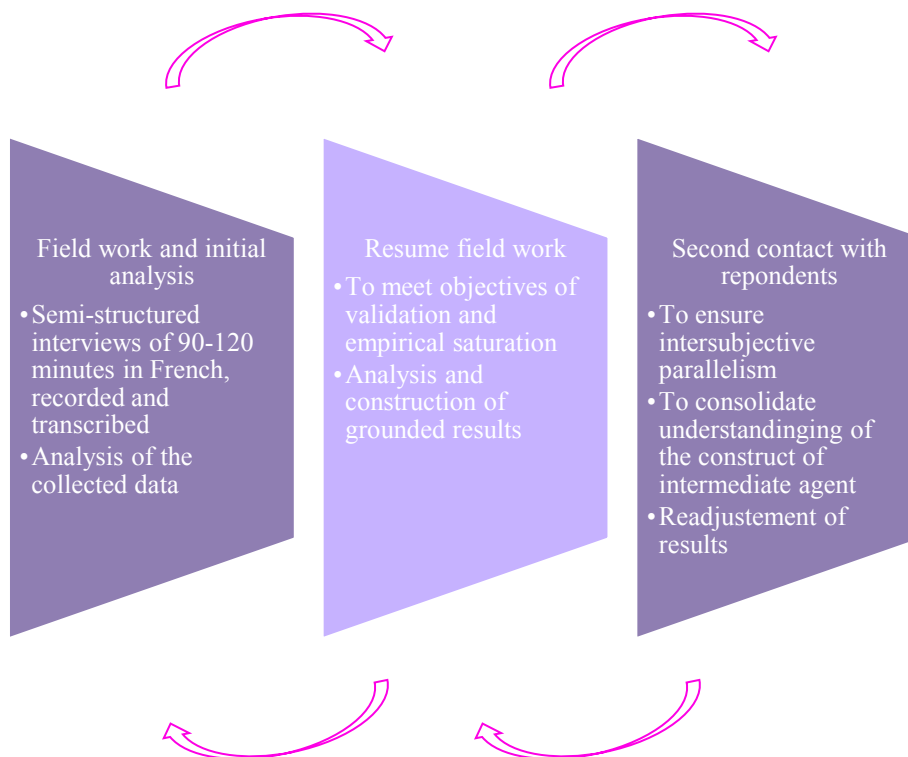 Field work and initial
analysis
•Semi-structured
interviews of 90-120
minutes in French,
recorded and
transcribed
•Analysis of the
collected data
Resume field work
•To meet objectives of
validation and
empirical saturation
•Analysis and
construction of
grounded results
Second contact with
repondents
•To ensure
intersubjective
parallelism
•To consolidate
understandinging of
the construct of
intermediate agent
•Readjustement of
results